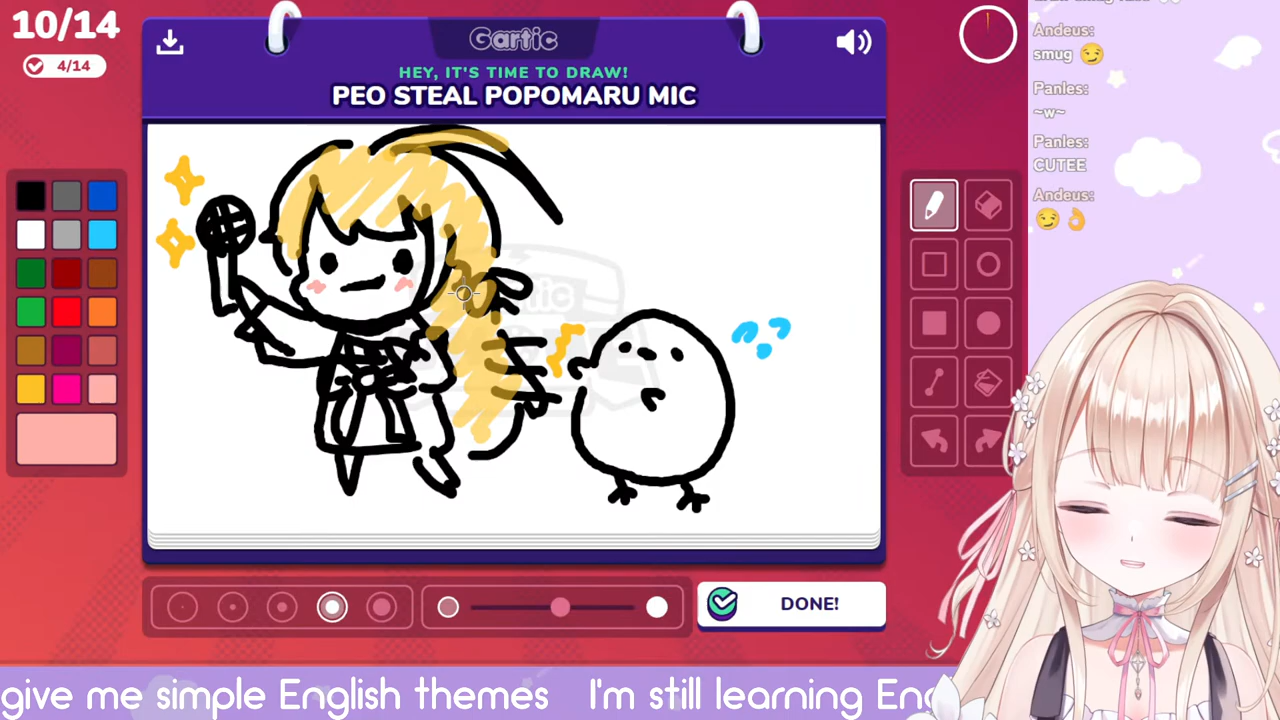 10/14
4/14
Gartic
HEY, IT'S TIME TO DRAW!
PEO STEAL POPOMARU MIC
Andeus:
smug 😏
Panles:
~w~
Panles:
CUTEE
Andeus:
😏👌
DONE!
give me simple English themes I'm still learning